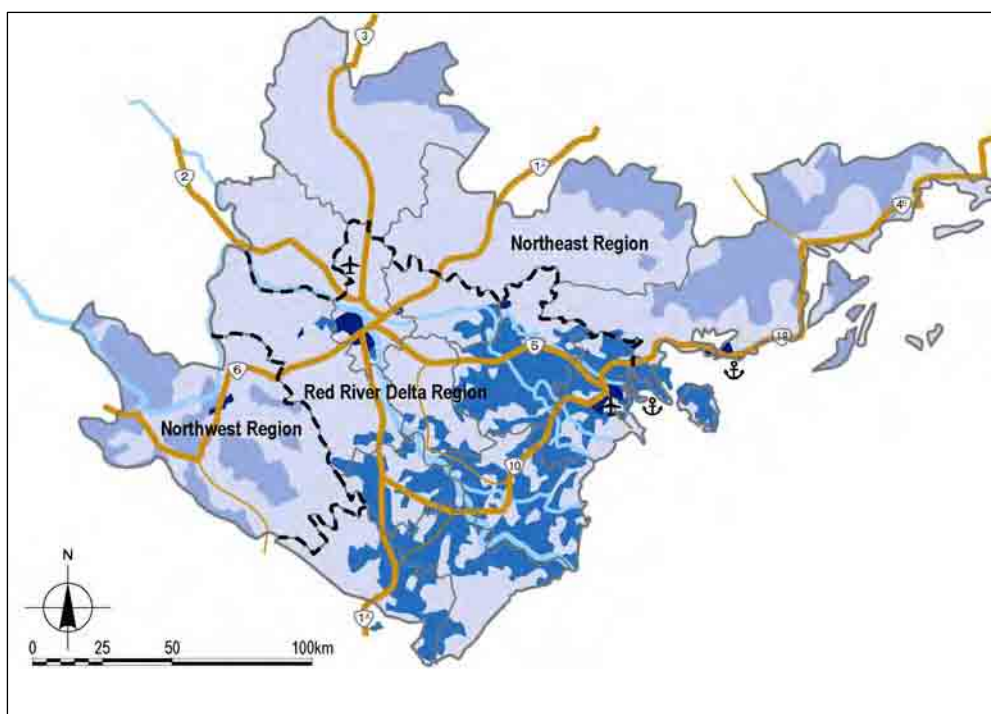 3
2
1A
4B
Northeast Region
18
5
6
Red River Delta Region
Northwest Region
10
N
1A
0 25 50 100km